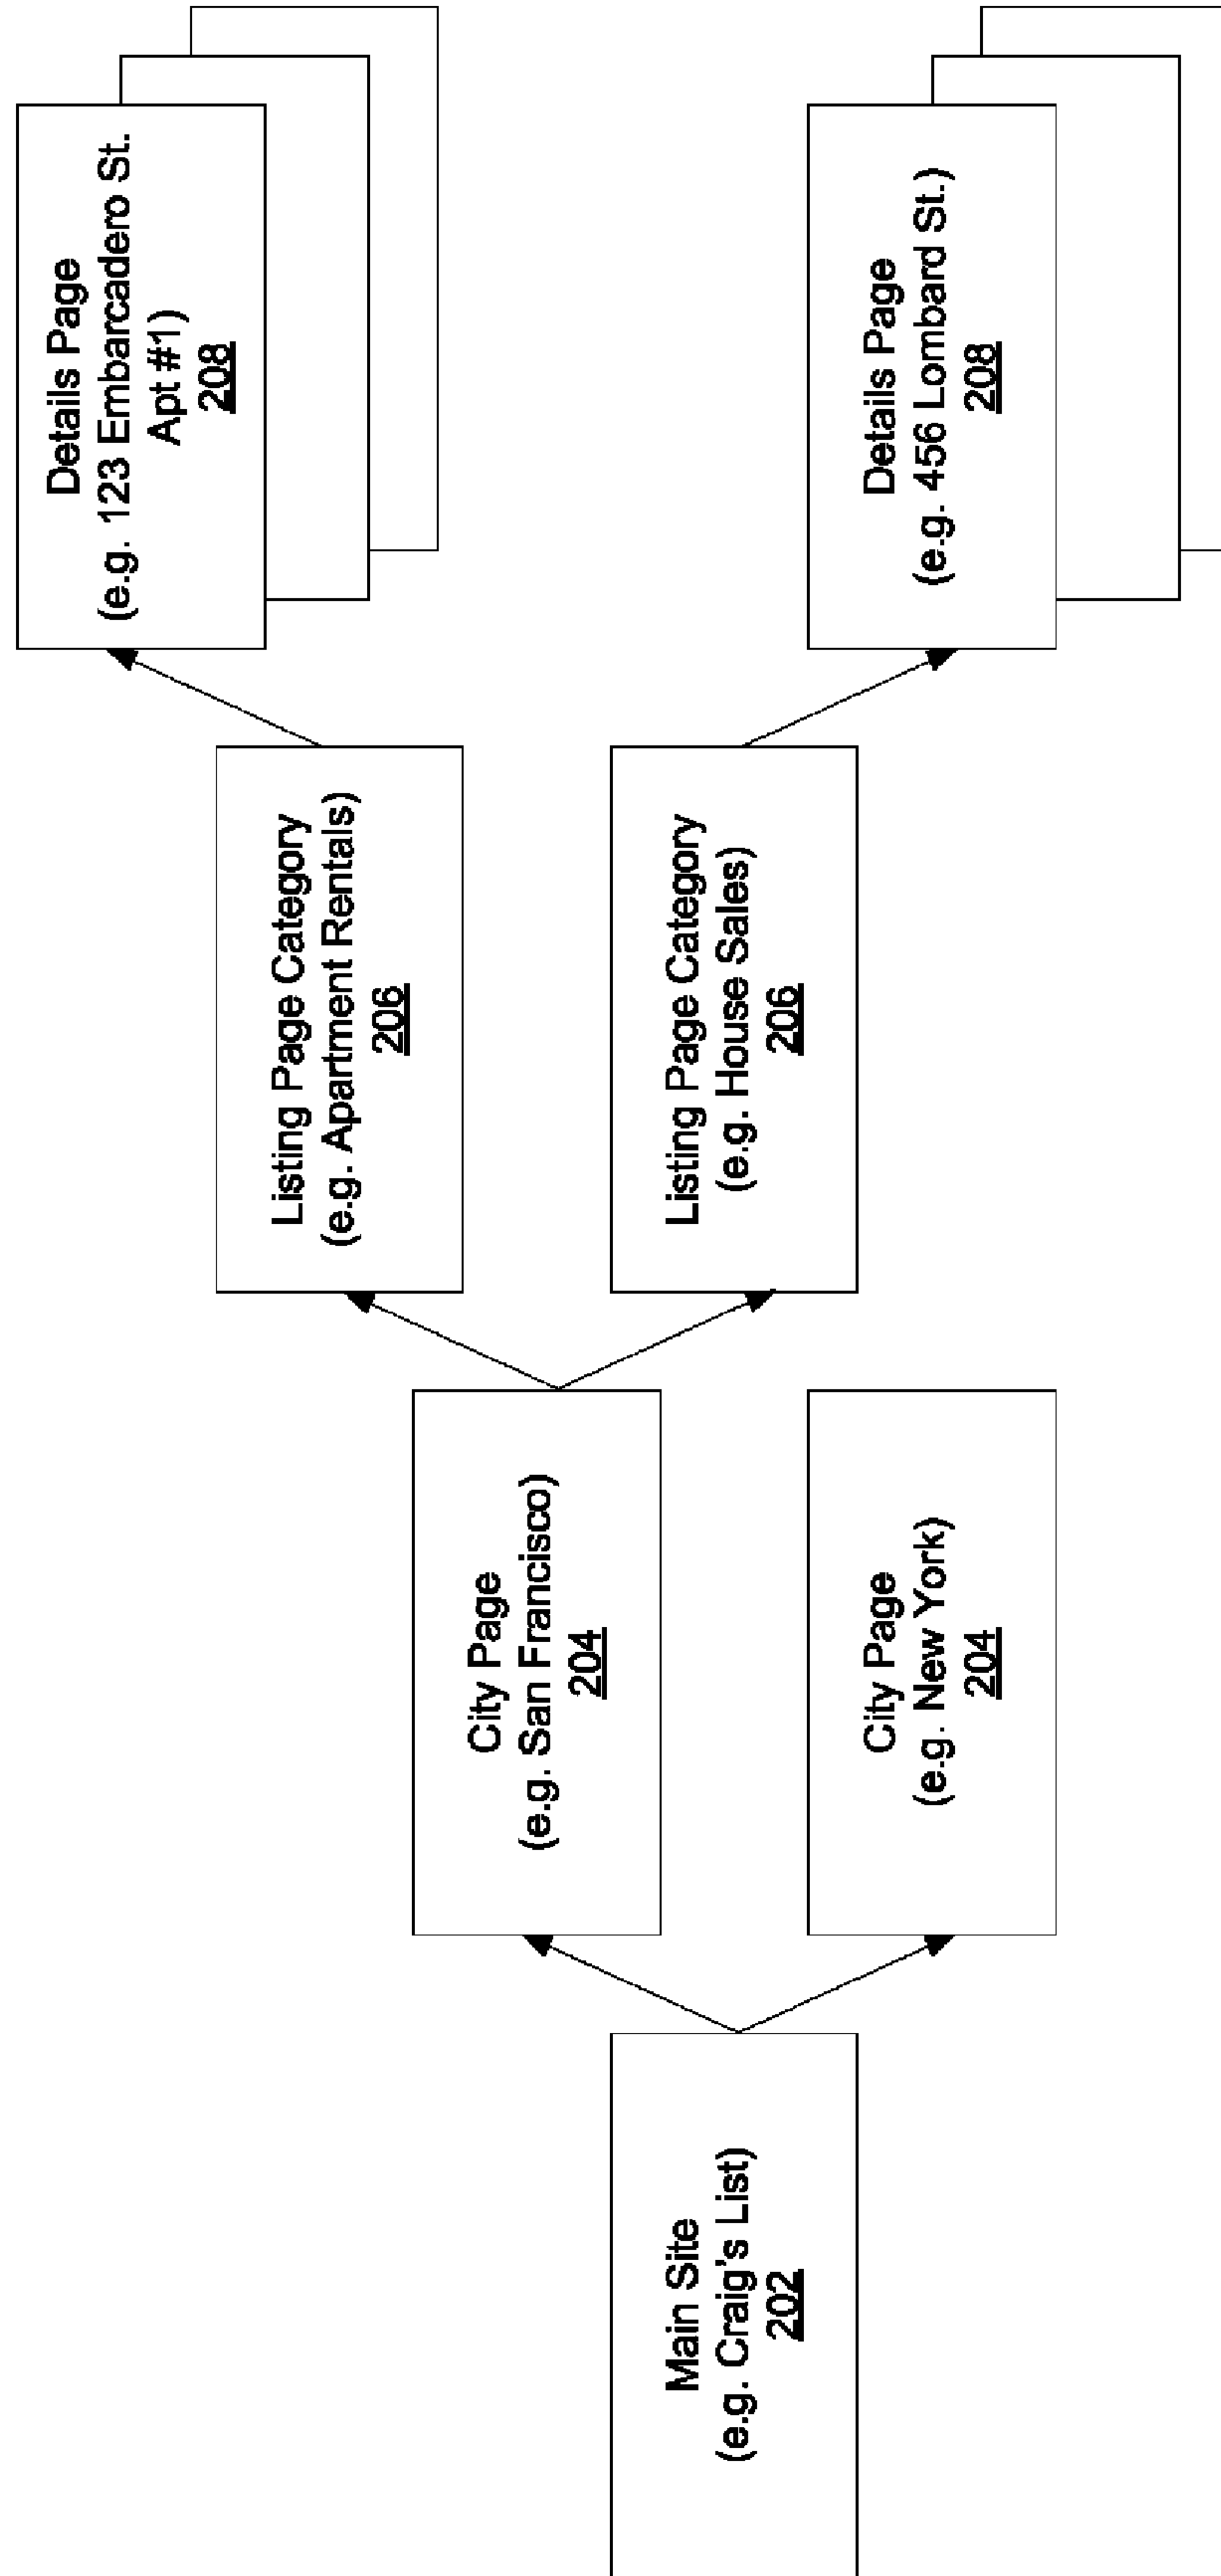 Main Site
(e.g. Craig's List)
202
City Page
(e.g. San Francisco)
204
City Page
(e.g. New York)
204
Listing Page Category
(e.g. Apartment Rentals)
206
Listing Page Category
(e.g. House Sales)
206
Details Page
(e.g. 123 Embarcadero St.
Apt #1)
208
Details Page
(e.g. 456 Lombard St.)
208